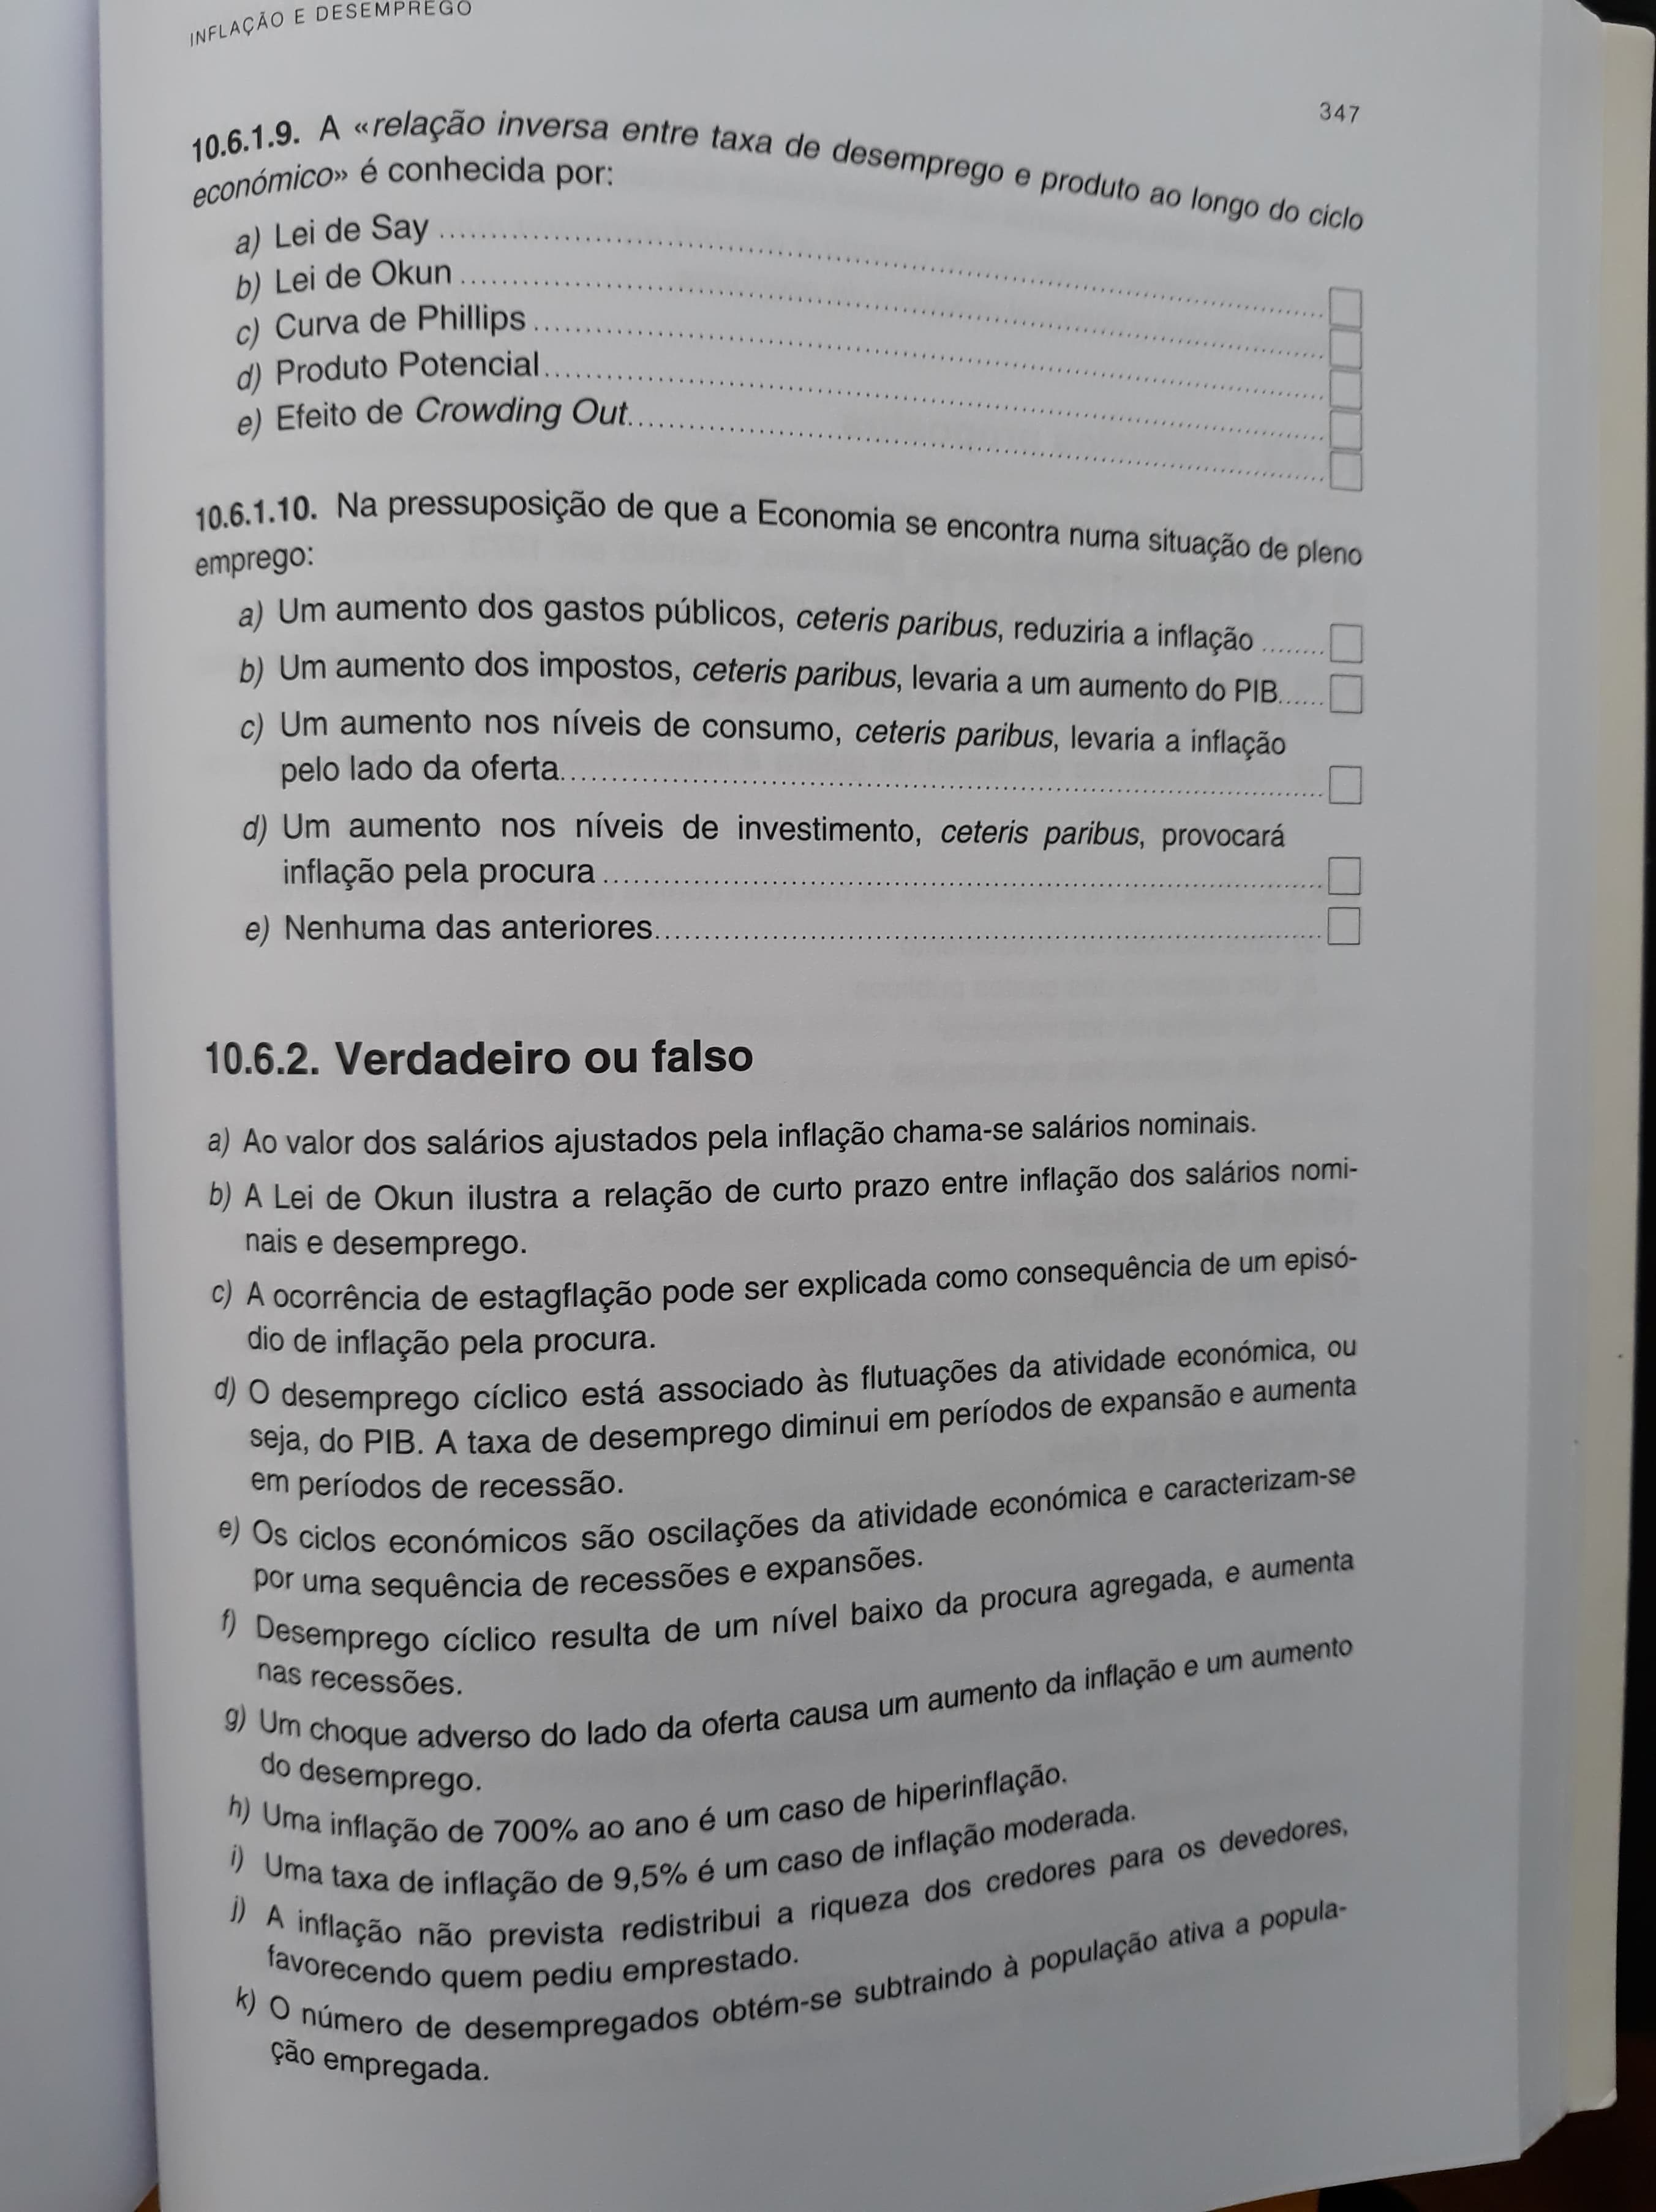 INFLAÇÃO E DESEMPREGO
347
10.6.1.9. A «relação inversa entre taxa de desemprego e produto ao longo do ciclo
económico» é conhecida por:
a) Lei de Say
b) Lei de Okun
c) Curva de Phillips
d) Produto Potencial
e) Efeito de Crowding Out
10.6.1.10. Na pressuposição de que a Economia se encontra numa situação de pleno
emprego:
a) Um aumento dos gastos públicos, ceteris paribus, reduziria a inflação
b) Um aumento dos impostos, ceteris paribus, levaria a um aumento do PIB
c) Um aumento nos níveis de consumo, ceteris paribus, levaria a inflação
pelo lado da oferta
d) Um aumento nos níveis de investimento, ceteris paribus, provocará
inflação pela procura
e) Nenhuma das anteriores
10.6.2. Verdadeiro ou falso
a) Ao valor dos salários ajustados pela inflação chama-se salários nominais.
b) A Lei de Okun ilustra a relação de curto prazo entre inflação dos salários nomi-
nais e desemprego.
c) A ocorrência de estagflação pode ser explicada como consequência de um episó-
dio de inflação pela procura.
d) O desemprego cíclico está associado às flutuações da atividade económica, ou
seja, do PIB. A taxa de desemprego diminui em períodos de expansão e aumenta
em períodos de recessão.
e) Os ciclos económicos são oscilações da atividade económica e caracterizam-se
por uma sequência de recessões e expansões.
f) Desemprego cíclico resulta de um nível baixo da procura agregada, e aumenta
nas recessões.
g) Um choque adverso do lado da oferta causa um aumento da inflação e um aumento
do desemprego.
h) Uma inflação de 700% ao ano é um caso de hiperinflação.
i) Uma taxa de inflação de 9,5% é um caso de inflação moderada.
j) A inflação não prevista redistribui a riqueza dos credores para os devedores,
favorecendo quem pediu emprestado.
k) O número de desempregados obtém-se subtraindo à população ativa a popula-
ção empregada.